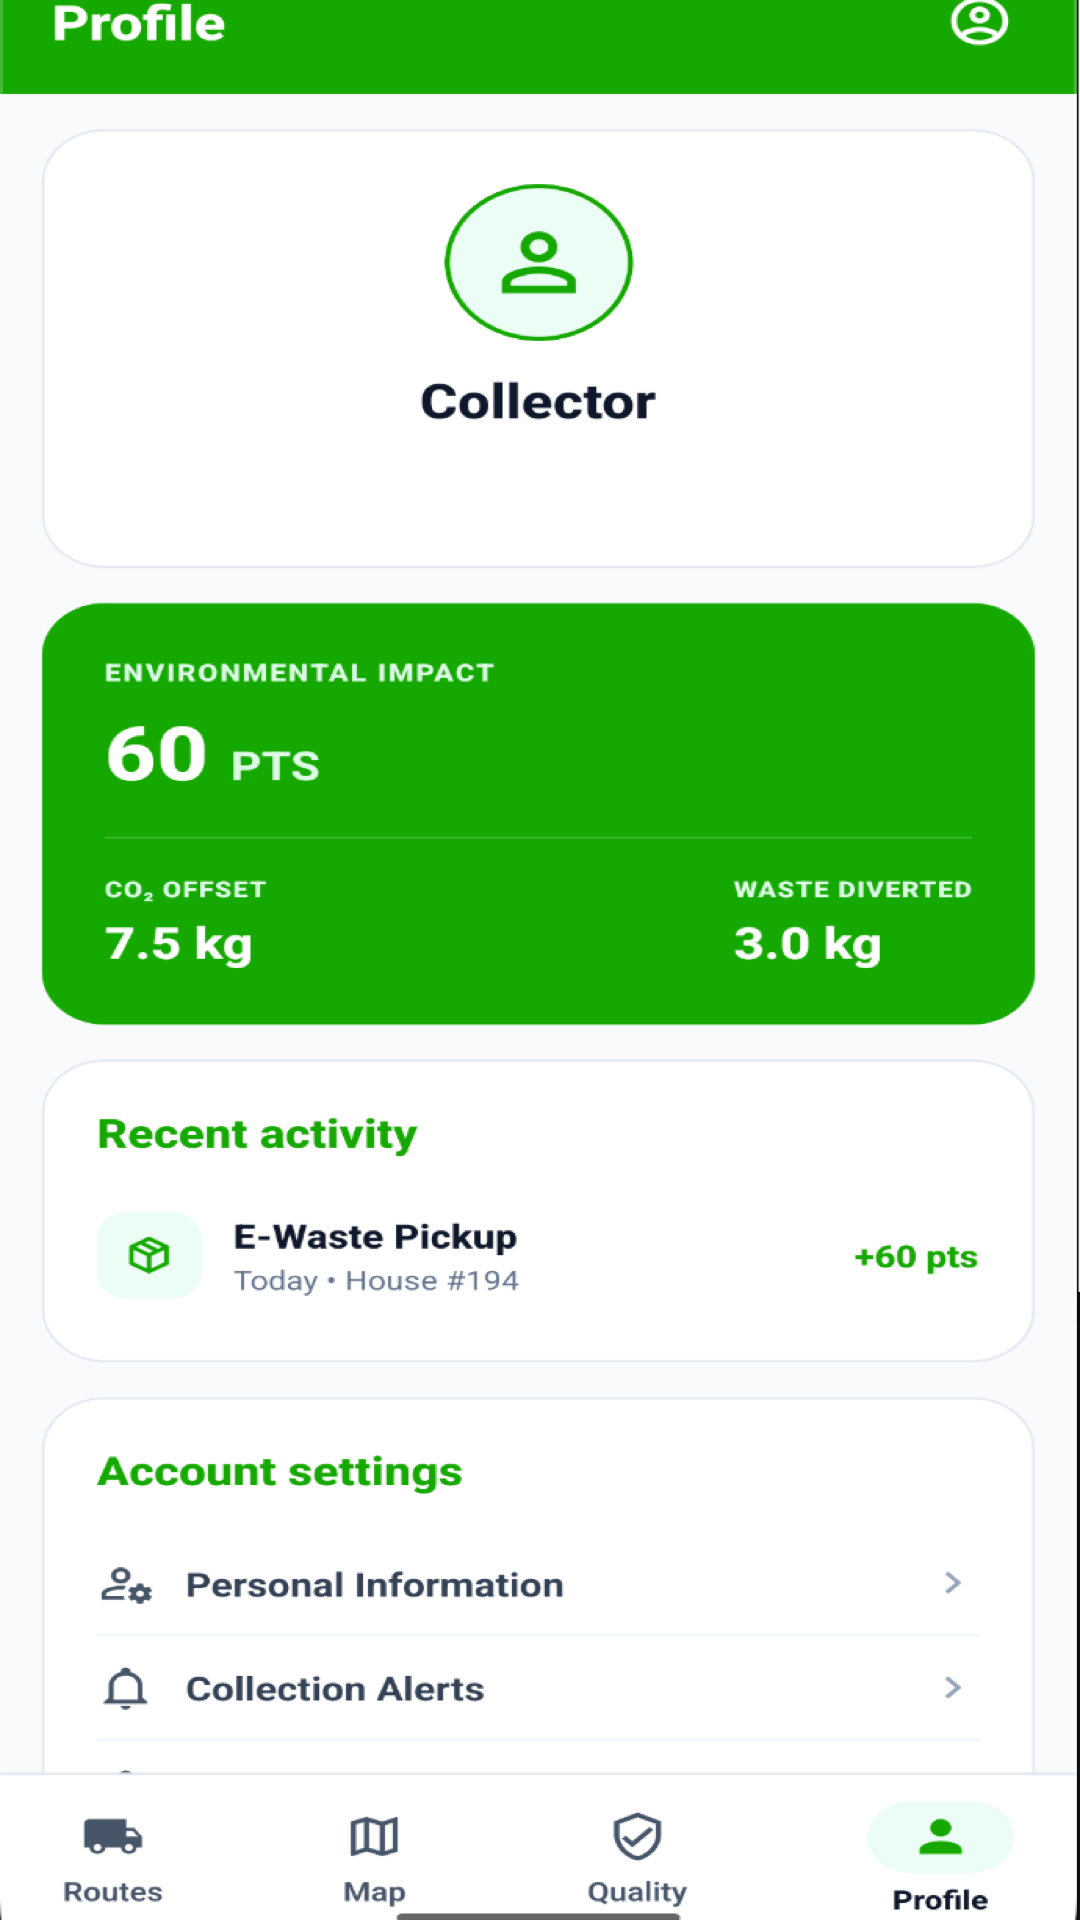 Profile
Collector
ENVIRONMENTAL IMPACT
60 PTS
CO₂ OFFSET
7.5 kg
WASTE DIVERTED
3.0 kg
Recent activity
E-Waste Pickup
Today • House #194
+60 pts
Account settings
Personal Information
Collection Alerts
Routes
Map
Quality
Profile